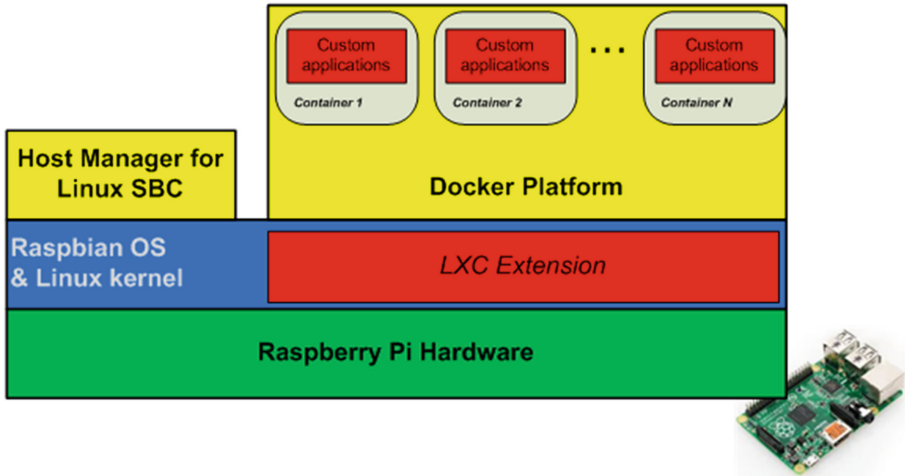 Custom
applications
Container 1
Custom
applications
Container 2
...
Custom
applications
Container N
Host Manager for
Linux SBC
Docker Platform
Raspbian OS
& Linux kernel
LXC Extension
Raspberry Pi Hardware